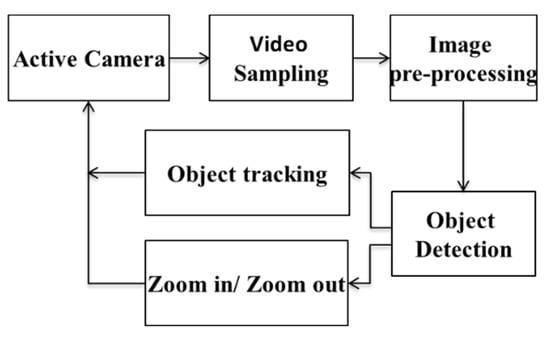 Active Camera
Video
Sampling
Image
pre-processing
Object tracking
Object
Detection
Zoom in/ Zoom out